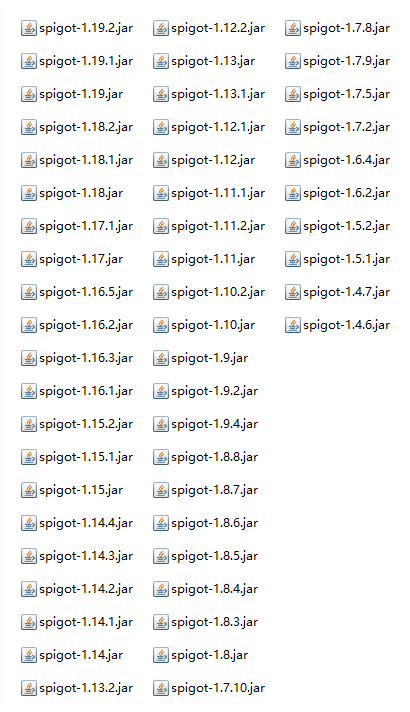 spigot-1.19.2.jar
spigot-1.19.1.jar
spigot-1.19.jar
spigot-1.18.2.jar
spigot-1.18.1.jar
spigot-1.18.jar
spigot-1.17.1.jar
spigot-1.17.jar
spigot-1.16.5.jar
spigot-1.16.2.jar
spigot-1.16.3.jar
spigot-1.16.1.jar
spigot-1.15.2.jar
spigot-1.15.1.jar
spigot-1.15.jar
spigot-1.14.4.jar
spigot-1.14.3.jar
spigot-1.14.2.jar
spigot-1.14.1.jar
spigot-1.14.jar
spigot-1.13.2.jar
spigot-1.12.2.jar
spigot-1.13.jar
spigot-1.13.1.jar
spigot-1.12.1.jar
spigot-1.12.jar
spigot-1.11.1.jar
spigot-1.11.2.jar
spigot-1.11.jar
spigot-1.10.2.jar
spigot-1.10.jar
spigot-1.9.jar
spigot-1.9.2.jar
spigot-1.9.4.jar
spigot-1.8.8.jar
spigot-1.8.7.jar
spigot-1.8.6.jar
spigot-1.8.5.jar
spigot-1.8.4.jar
spigot-1.8.3.jar
spigot-1.8.jar
spigot-1.7.10.jar
spigot-1.7.8.jar
spigot-1.7.9.jar
spigot-1.7.5.jar
spigot-1.7.2.jar
spigot-1.6.4.jar
spigot-1.6.2.jar
spigot-1.5.2.jar
spigot-1.5.1.jar
spigot-1.4.7.jar
spigot-1.4.6.jar